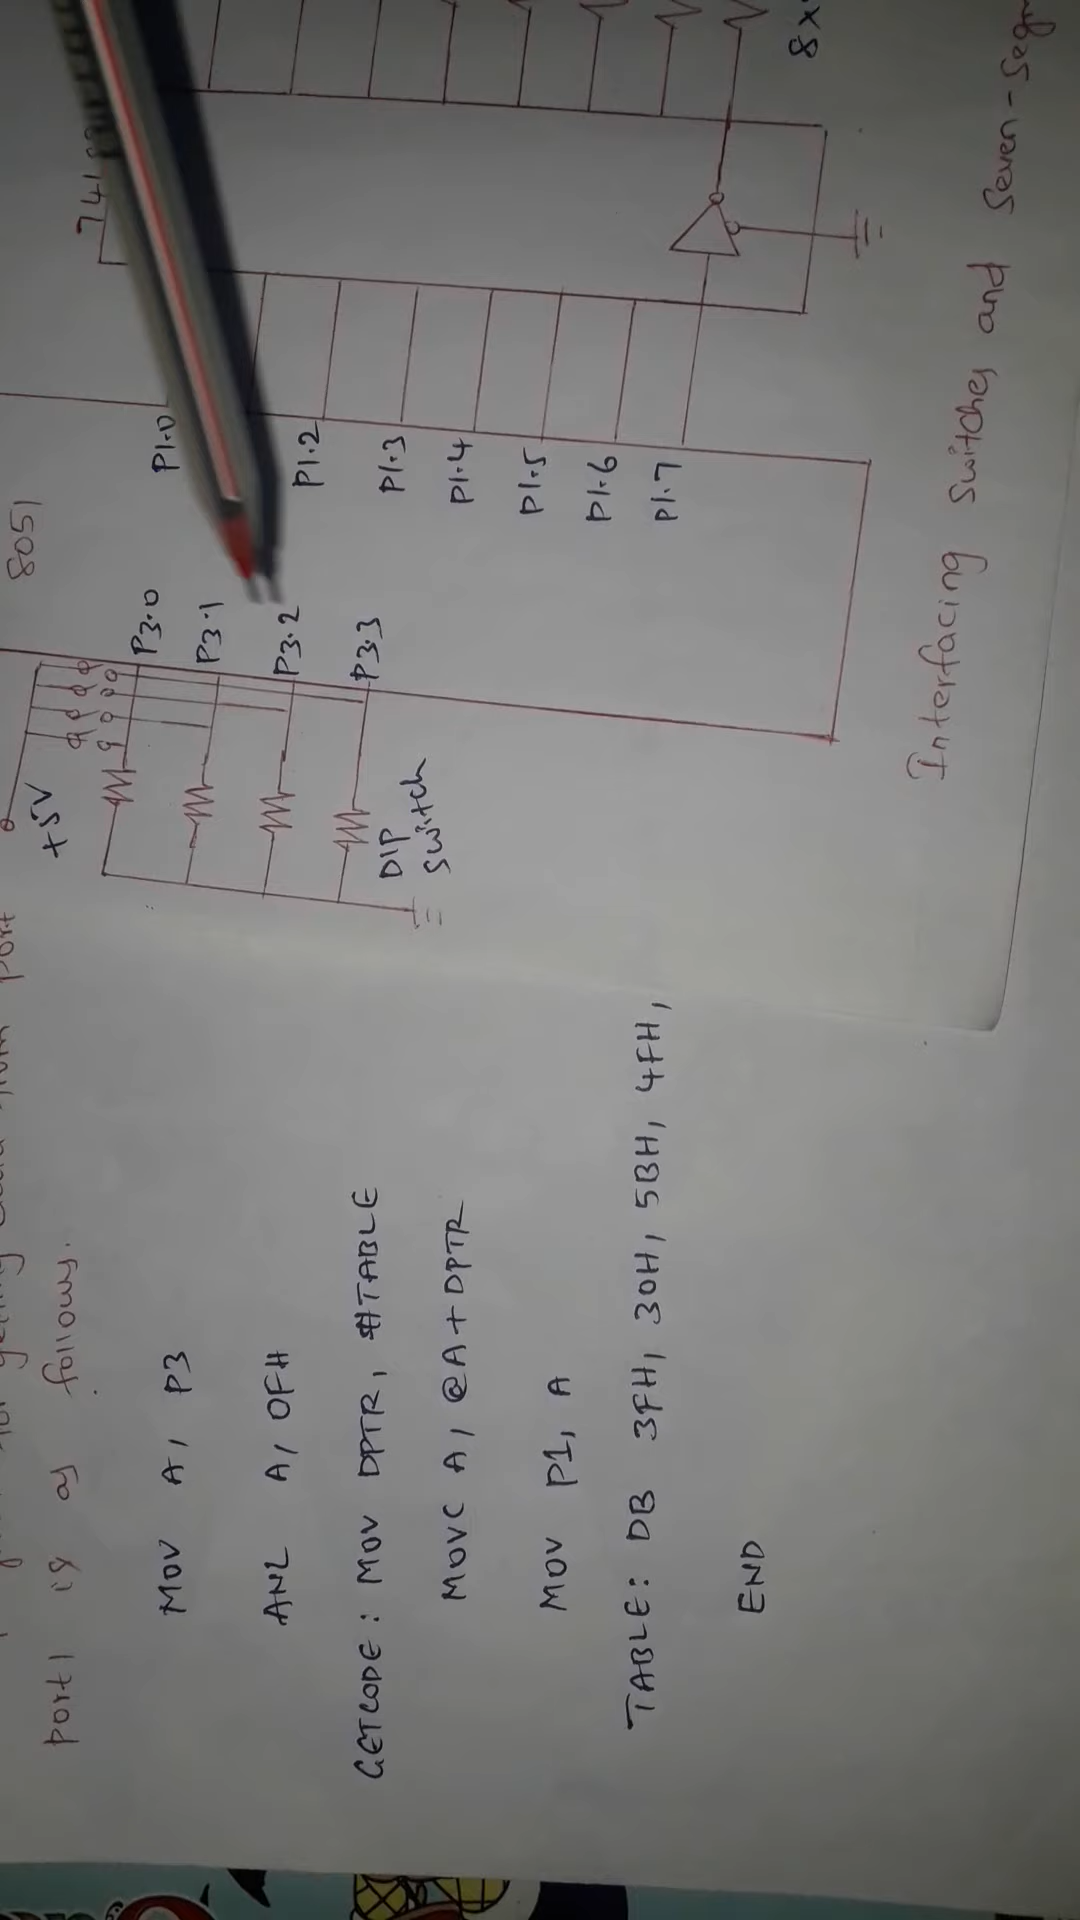 port1 is as follows.
MOV A, P3
ANL A, 0FH
GETCODE: MOV DPTR, #TABLE
MOVC A, @A+DPTR
MOV P1, A
TABLE: DB 3FH, 30H, 5BH, 4FH,
END
8051
+5V
P3.0
P3.1
P3.2
P3.3
DIP
switch
P1.0
P1.2
P1.3
P1.4
P1.5
P1.6
P1.7
8x
Interfacing switches and Seven-Seg